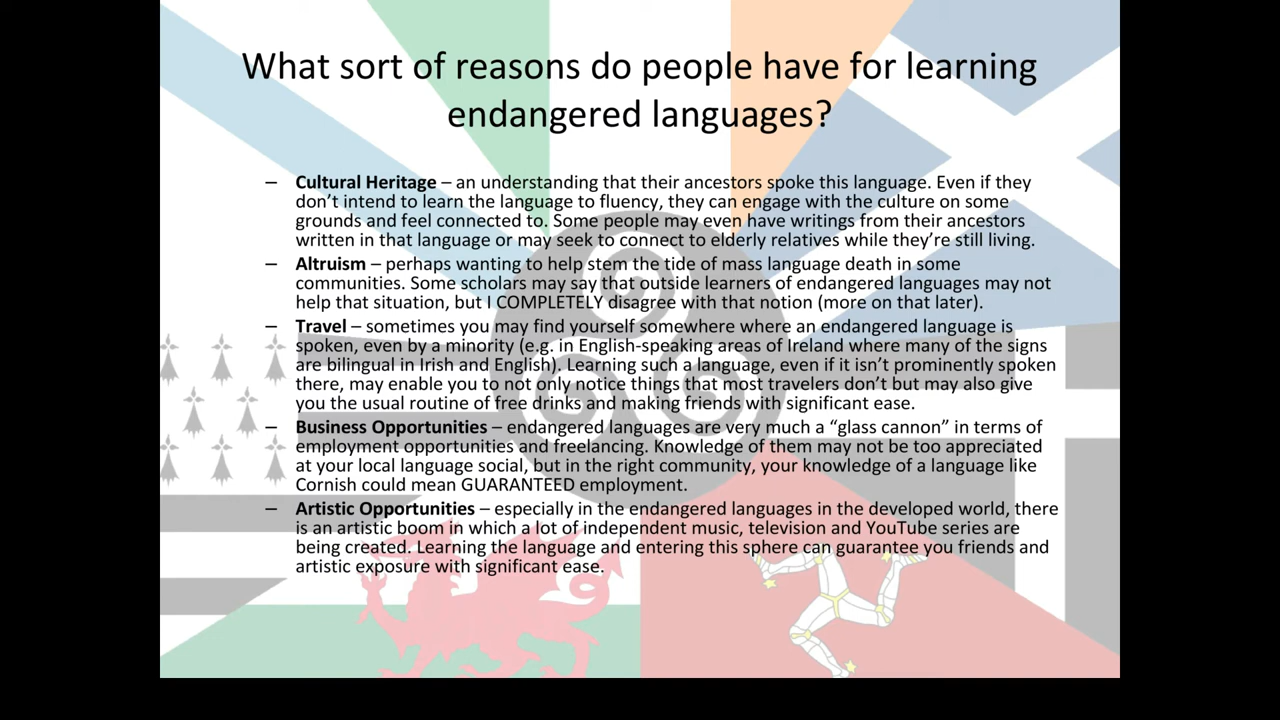 What sort of reasons do people have for learning
endangered languages?
– Cultural Heritage – an understanding that their ancestors spoke this language. Even if they
don’t intend to learn the language to fluency, they can engage with the culture on some
grounds and feel connected to. Some people may even have writings from their ancestors
written in that language or may seek to connect to elderly relatives while they’re still living.
– Altruism – perhaps wanting to help stem the tide of mass language death in some
communities. Some scholars may say that outside learners of endangered languages may not
help that situation, but I COMPLETELY disagree with that notion (more on that later).
– Travel – sometimes you may find yourself somewhere where an endangered language is
spoken, even by a minority (e.g. in English-speaking areas of Ireland where many of the signs
are bilingual in Irish and English). Learning such a language, even if it isn’t prominently spoken
there, may enable you to not only notice things that most travelers don’t but may also give
you the usual routine of free drinks and making friends with significant ease.
– Business Opportunities – endangered languages are very much a “glass cannon” in terms of
employment opportunities and freelancing. Knowledge of them may not be too appreciated
at your local language social, but in the right community, your knowledge of a language like
Cornish could mean GUARANTEED employment.
– Artistic Opportunities – especially in the endangered languages in the developed world, there
is an artistic boom in which a lot of independent music, television and YouTube series are
being created. Learning the language and entering this sphere can guarantee you friends and
artistic exposure with significant ease.